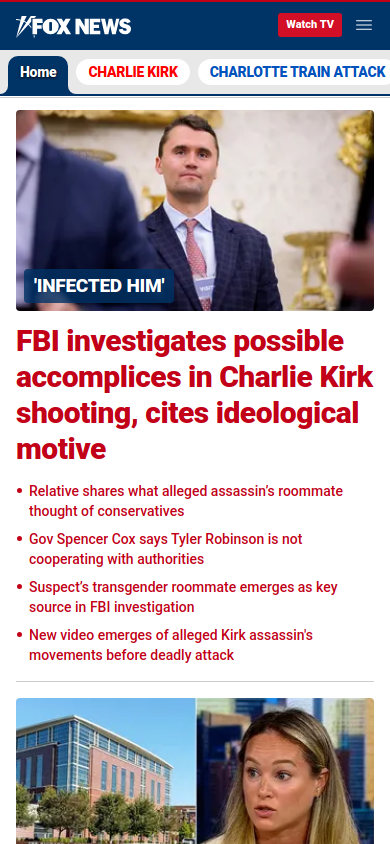 FOX NEWS
Watch TV
Home
CHARLIE KIRK
CHARLOTTE TRAIN ATTACK
'INFECTED HIM'
FBI investigates possible
accomplices in Charlie Kirk
shooting, cites ideological
motive
• Relative shares what alleged assassin’s roommate
thought of conservatives
• Gov Spencer Cox says Tyler Robinson is not
cooperating with authorities
• Suspect’s transgender roommate emerges as key
source in FBI investigation
• New video emerges of alleged Kirk assassin's
movements before deadly attack